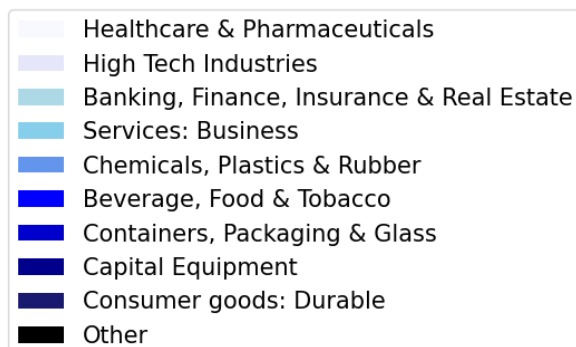 Healthcare & Pharmaceuticals
High Tech Industries
Banking, Finance, Insurance & Real Estate
Services: Business
Chemicals, Plastics & Rubber
Beverage, Food & Tobacco
Containers, Packaging & Glass
Capital Equipment
Consumer goods: Durable
Other